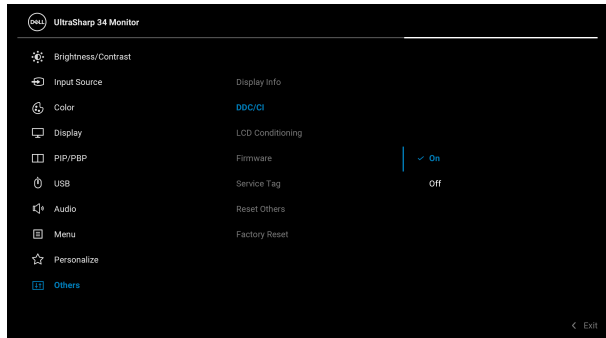 DELL UltraSharp 34 Monitor
Brightness/Contrast
Input Source
Display Info
Color
DDC/CI
Display
LCD Conditioning
PIP/PBP
Firmware
On
USB
Service Tag
Off
Audio
Reset Others
Menu
Factory Reset
Personalize
Others
Exit